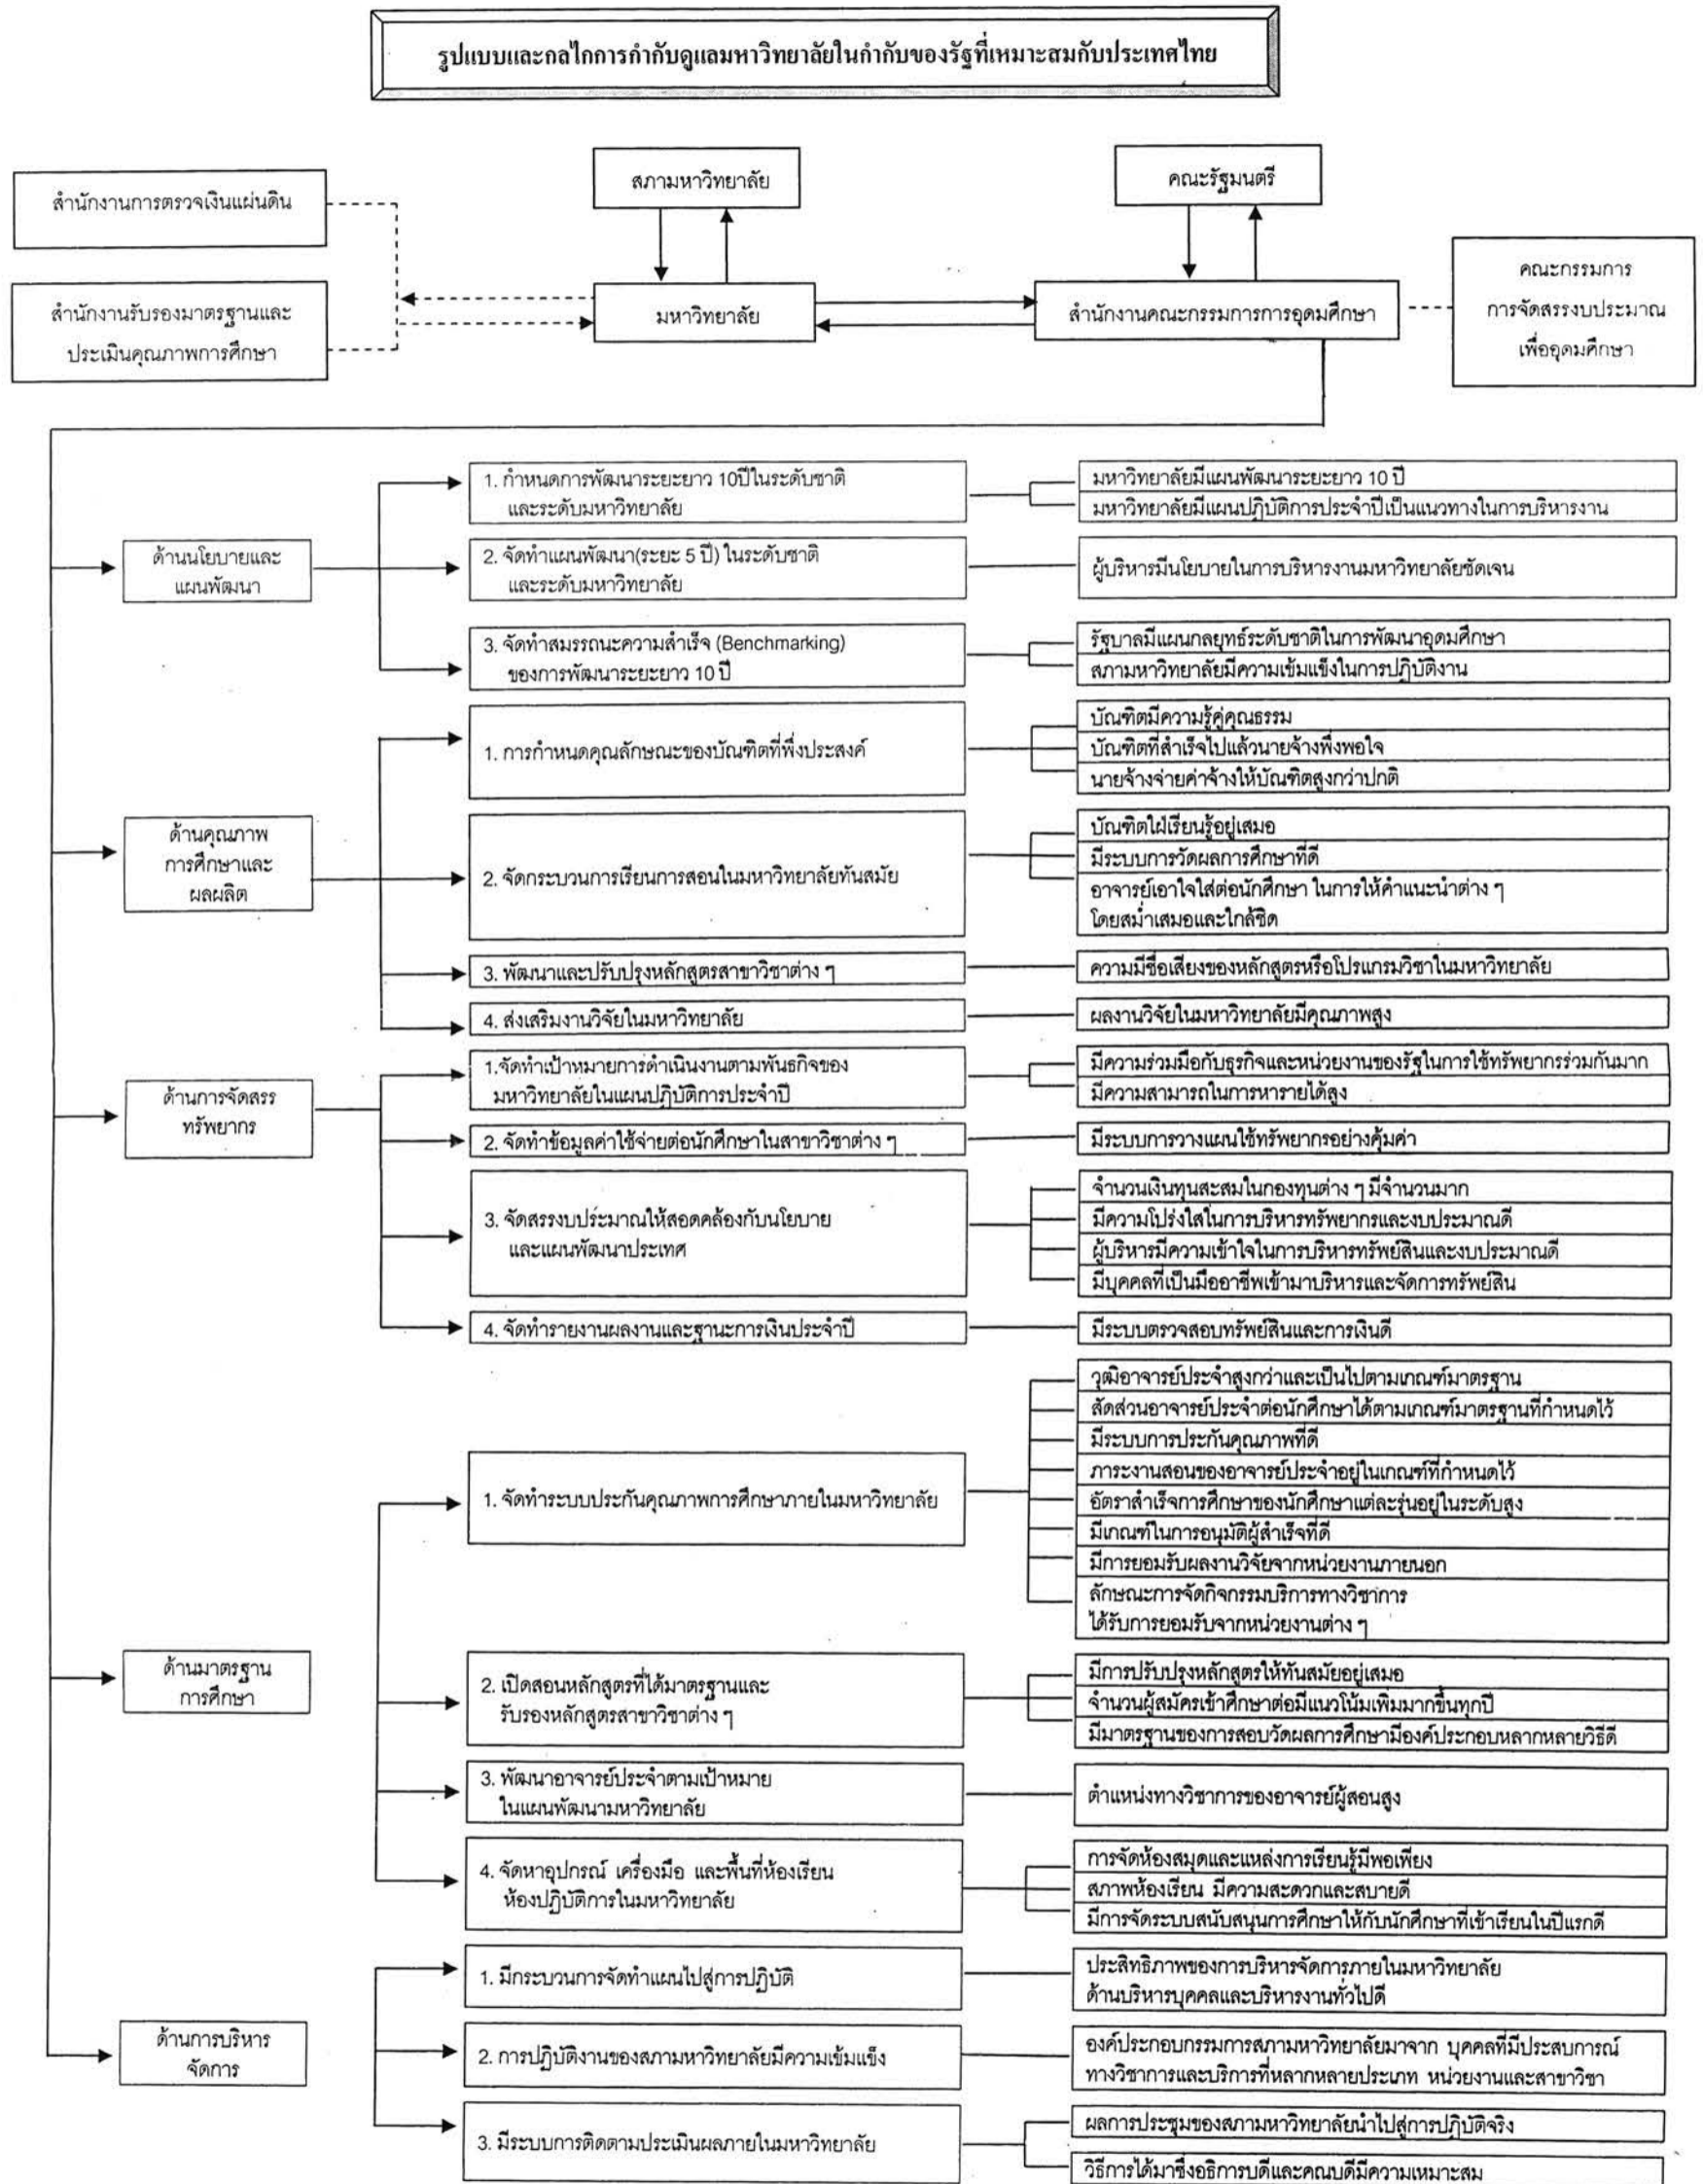 รูปแบบและกลไกการกำกับดูแลมหาวิทยาลัยในกำกับของรัฐที่เหมาะสมกับประเทศไทย
สำนักงานการตรวจเงินแผ่นดิน
สภามหาวิทยาลัย
คณะรัฐมนตรี
สำนักงานรับรองมาตรฐานและ
ประเมินคุณภาพการศึกษา
มหาวิทยาลัย
สำนักงานคณะกรรมการการอุดมศึกษา
คณะกรรมการ
การจัดสรรงบประมาณ
เพื่ออุดมศึกษา
ด้านนโยบายและ
แผนพัฒนา
1. กำหนดการพัฒนาระยะยาว 10ปีในระดับชาติ
และระดับมหาวิทยาลัย
มหาวิทยาลัยมีแผนพัฒนาระยะยาว 10 ปี
มหาวิทยาลัยมีแผนปฏิบัติการประจำปีเป็นแนวทางในการบริหารงาน
2. จัดทำแผนพัฒนา(ระยะ 5 ปี) ในระดับชาติ
และระดับมหาวิทยาลัย
ผู้บริหารมีนโยบายในการบริหารงานมหาวิทยาลัยชัดเจน
3. จัดทำสมรรถนะความสำเร็จ (Benchmarking)
ของการพัฒนาระยะยาว 10 ปี
รัฐบาลมีแผนกลยุทธ์ระดับชาติในการพัฒนาอุดมศึกษา
สภามหาวิทยาลัยมีความเข้มแข็งในการปฏิบัติงาน
ด้านคุณภาพ
การศึกษาและ
ผลผลิต
1. การกำหนดคุณลักษณะของบัณฑิตที่พึงประสงค์
บัณฑิตมีความรู้คู่คุณธรรม
บัณฑิตที่สำเร็จไปแล้วนายจ้างพึงพอใจ
นายจ้างจ่ายค่าจ้างให้บัณฑิตสูงกว่าปกติ
2. จัดกระบวนการเรียนการสอนในมหาวิทยาลัยทันสมัย
บัณฑิตใฝ่เรียนรู้อยู่เสมอ
มีระบบการวัดผลการศึกษาที่ดี
อาจารย์เอาใจใส่ต่อนักศึกษา ในการให้คำแนะนำต่าง ๆ
โดยสม่ำเสมอและใกล้ชิด
3. พัฒนาและปรับปรุงหลักสูตรสาขาวิชาต่าง ๆ
ความมีชื่อเสียงของหลักสูตรหรือโปรแกรมวิชาในมหาวิทยาลัย
4. ส่งเสริมงานวิจัยในมหาวิทยาลัย
ผลงานวิจัยในมหาวิทยาลัยมีคุณภาพสูง
ด้านการจัดสรร
ทรัพยากร
1.จัดทำเป้าหมายการดำเนินงานตามพันธกิจของ
มหาวิทยาลัยในแผนปฏิบัติการประจำปี
มีความร่วมมือกับธุรกิจและหน่วยงานของรัฐในการใช้ทรัพยากรร่วมกันมาก
มีความสามารถในการหารายได้สูง
2. จัดทำข้อมูลค่าใช้จ่ายต่อนักศึกษาในสาขาวิชาต่าง ๆ
มีระบบการวางแผนใช้ทรัพยากรอย่างคุ้มค่า
3. จัดสรรงบประมาณให้สอดคล้องกับนโยบาย
และแผนพัฒนาประเทศ
จำนวนเงินทุนสะสมในกองทุนต่าง ๆ มีจำนวนมาก
มีความโปร่งใสในการบริหารทรัพยากรและงบประมาณดี
ผู้บริหารมีความเข้าใจในการบริหารทรัพย์สินและงบประมาณดี
มีบุคคลที่เป็นมืออาชีพเข้ามาบริหารและจัดการทรัพย์สิน
4. จัดทำรายงานผลงานและฐานะการเงินประจำปี
มีระบบตรวจสอบทรัพย์สินและการเงินดี
ด้านมาตรฐาน
การศึกษา
1. จัดทำระบบประกันคุณภาพการศึกษาภายในมหาวิทยาลัย
วุฒิอาจารย์ประจำสูงกว่าและเป็นไปตามเกณฑ์มาตรฐาน
สัดส่วนอาจารย์ประจำต่อนักศึกษาได้ตามเกณฑ์มาตรฐานที่กำหนดไว้
มีระบบการประกันคุณภาพที่ดี
ภาระงานสอนของอาจารย์ประจำอยู่ในเกณฑ์ที่กำหนดไว้
อัตราสำเร็จการศึกษาของนักศึกษาแต่ละรุ่นอยู่ในระดับสูง
มีเกณฑ์ในการอนุมัติผู้สำเร็จที่ดี
มีการยอมรับผลงานวิจัยจากหน่วยงานภายนอก
ลักษณะการจัดกิจกรรมบริการทางวิชาการ
ได้รับการยอมรับจากหน่วยงานต่าง ๆ
2. เปิดสอนหลักสูตรที่ได้มาตรฐานและ
รับรองหลักสูตรสาขาวิชาต่าง ๆ
มีการปรับปรุงหลักสูตรให้ทันสมัยอยู่เสมอ
จำนวนผู้สมัครเข้าศึกษาต่อมีแนวโน้มเพิ่มมากขึ้นทุกปี
มีมาตรฐานของการสอบวัดผลการศึกษามีองค์ประกอบหลากหลายวิธีดี
3. พัฒนาอาจารย์ประจำตามเป้าหมาย
ในแผนพัฒนามหาวิทยาลัย
ตำแหน่งทางวิชาการของอาจารย์ผู้สอนสูง
4. จัดหาอุปกรณ์ เครื่องมือ และพื้นที่ห้องเรียน
ห้องปฏิบัติการในมหาวิทยาลัย
การจัดห้องสมุดและแหล่งการเรียนรู้มีพอเพียง
สภาพห้องเรียน มีความสะดวกและสบายดี
มีการจัดระบบสนับสนุนการศึกษาให้กับนักศึกษาที่เข้าเรียนในปีแรกดี
ด้านการบริหาร
จัดการ
1. มีกระบวนการจัดทำแผนไปสู่การปฏิบัติ
ประสิทธิภาพของการบริหารจัดการภายในมหาวิทยาลัย
ด้านบริหารบุคคลและบริหารงานทั่วไปดี
2. การปฏิบัติงานของสภามหาวิทยาลัยมีความเข้มแข็ง
องค์ประกอบกรรมการสภามหาวิทยาลัยมาจาก บุคคลที่มีประสบการณ์
ทางวิชาการและบริการที่หลากหลายประเภท หน่วยงานและสาขาวิชา
3. มีระบบการติดตามประเมินผลภายในมหาวิทยาลัย
ผลการประชุมของสภามหาวิทยาลัยนำไปสู่การปฏิบัติจริง
วิธีการได้มาซึ่งอธิการบดีและคณบดีมีความเหมาะสม